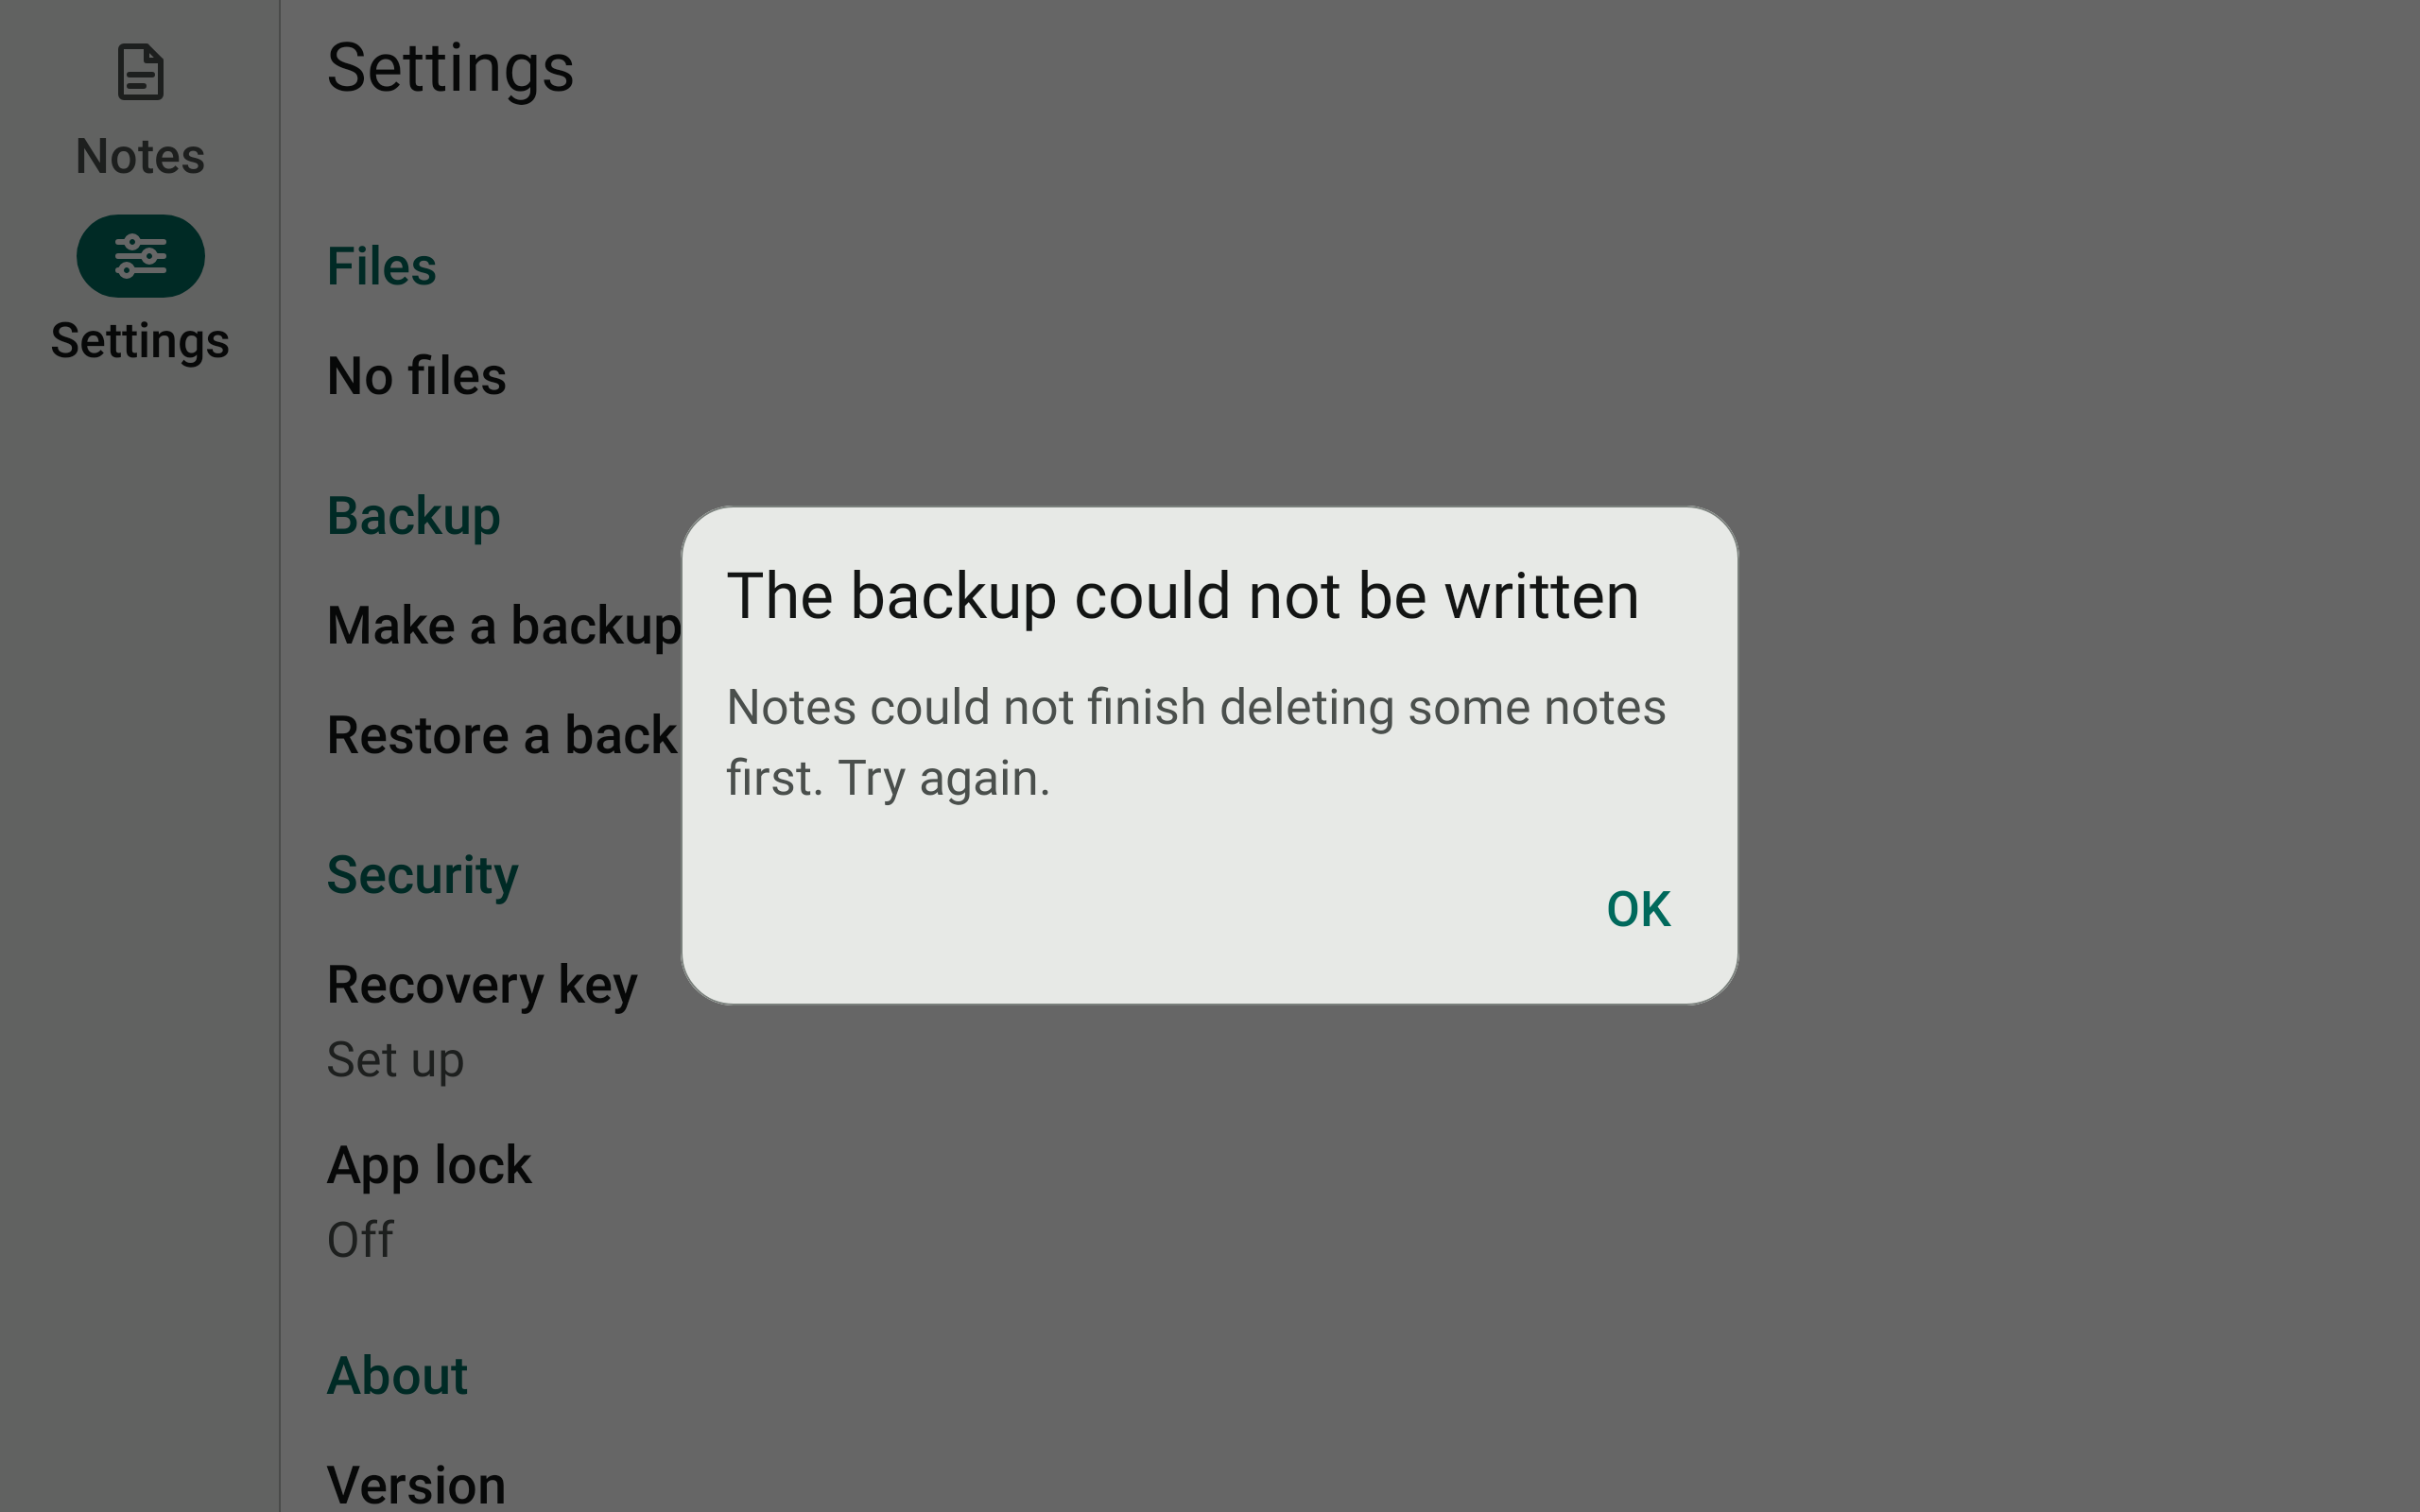 Notes
Settings
Settings
Files
No files
Backup
Make a backup
Restore a back
Security
Recovery key
Set up
App lock
Off
About
Version
The backup could not be written
Notes could not finish deleting some notes
first. Try again.
OK